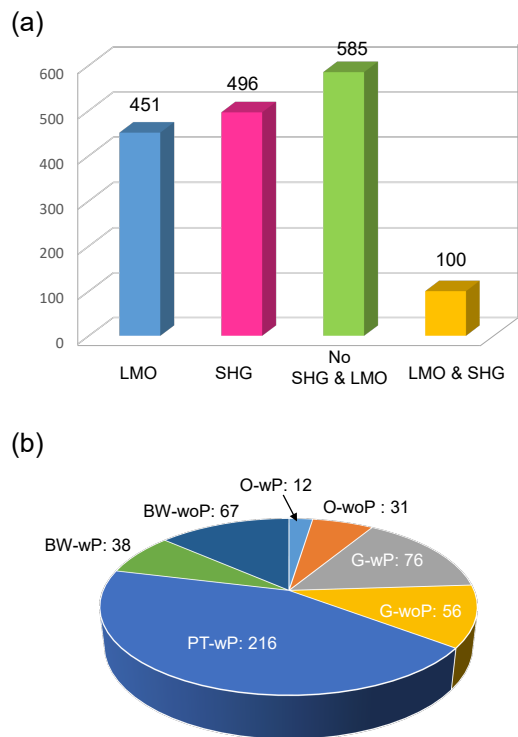 (a)
600
500
400
300
200
100
0
451
496
585
100
LMO
SHG
No
SHG & LMO
LMO & SHG
(b)
O-wP: 12
O-woP : 31
BW-woP: 67
BW-wP: 38
G-wP: 76
G-woP: 56
PT-wP: 216